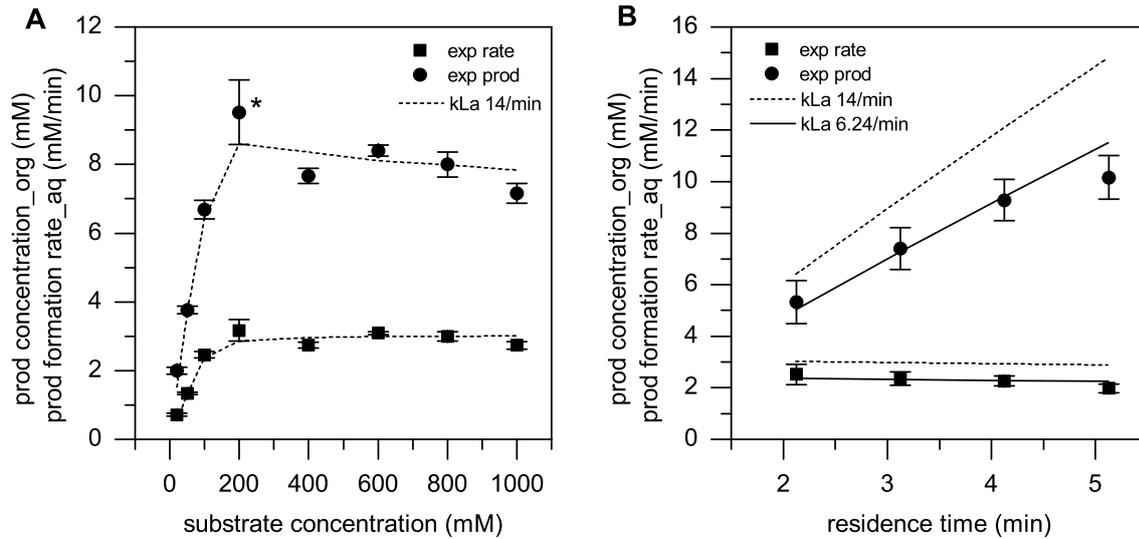 A
prod concentration_org (mM)
prod formation rate_aq (mM/min)
12
10
8
6
4
2
0
exp rate
exp prod
kLa 14/min
*
0 200 400 600 800 1000
substrate concentration (mM)
B
prod concentration_org (mM)
prod formation rate_aq (mM/min)
16
14
12
10
8
6
4
2
0
exp rate
exp prod
kLa 14/min
kLa 6.24/min
2 3 4 5
residence time (min)